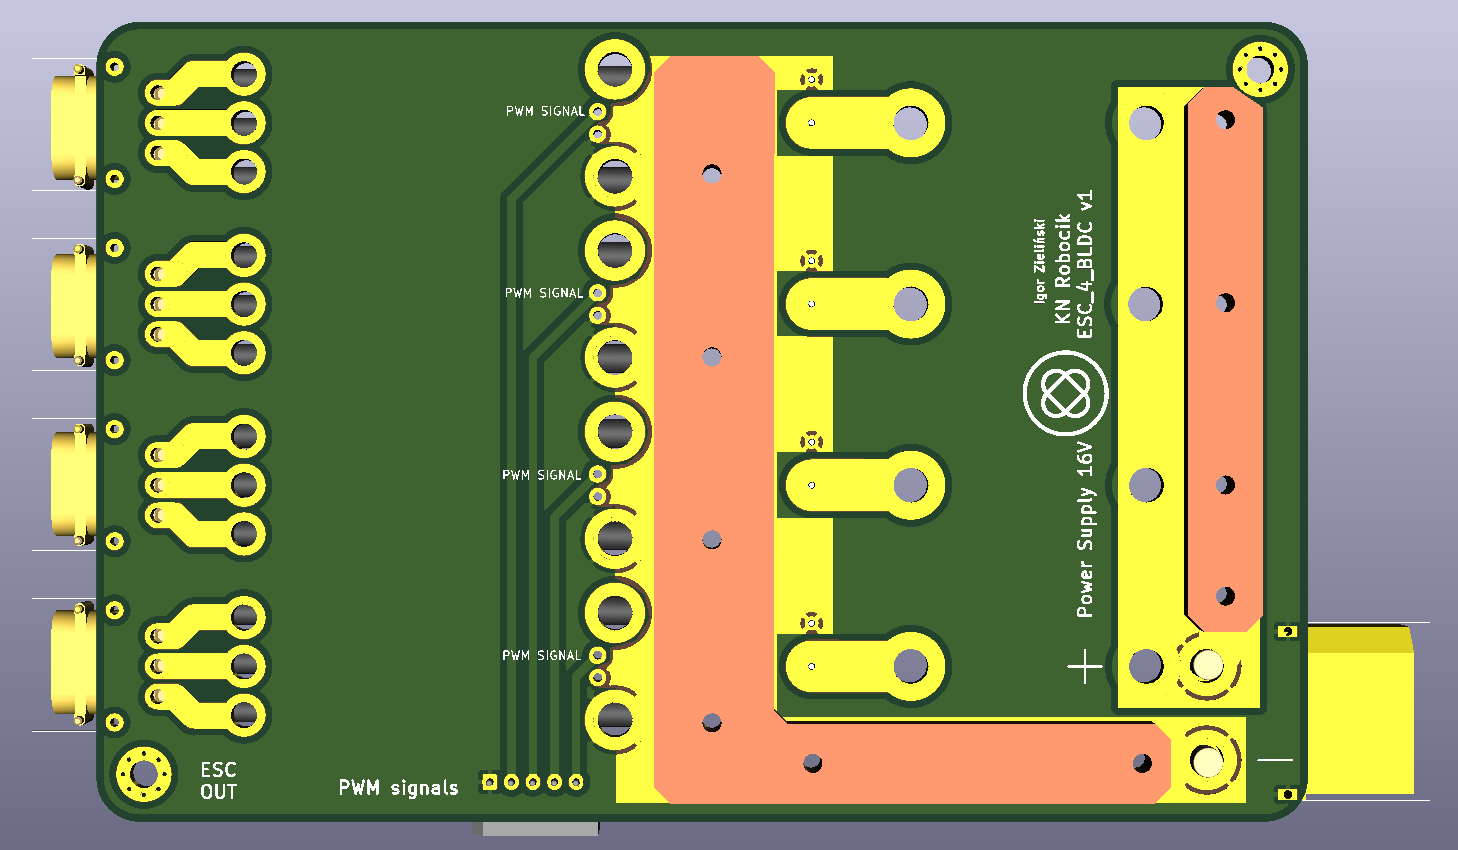 PWM SIGNAL
PWM SIGNAL
PWM SIGNAL
PWM SIGNAL
Igor Zieliński
KN Robocik
ESC_4_BLDC v1
Power Supply 16V
+
—
ESC
OUT
PWM signals